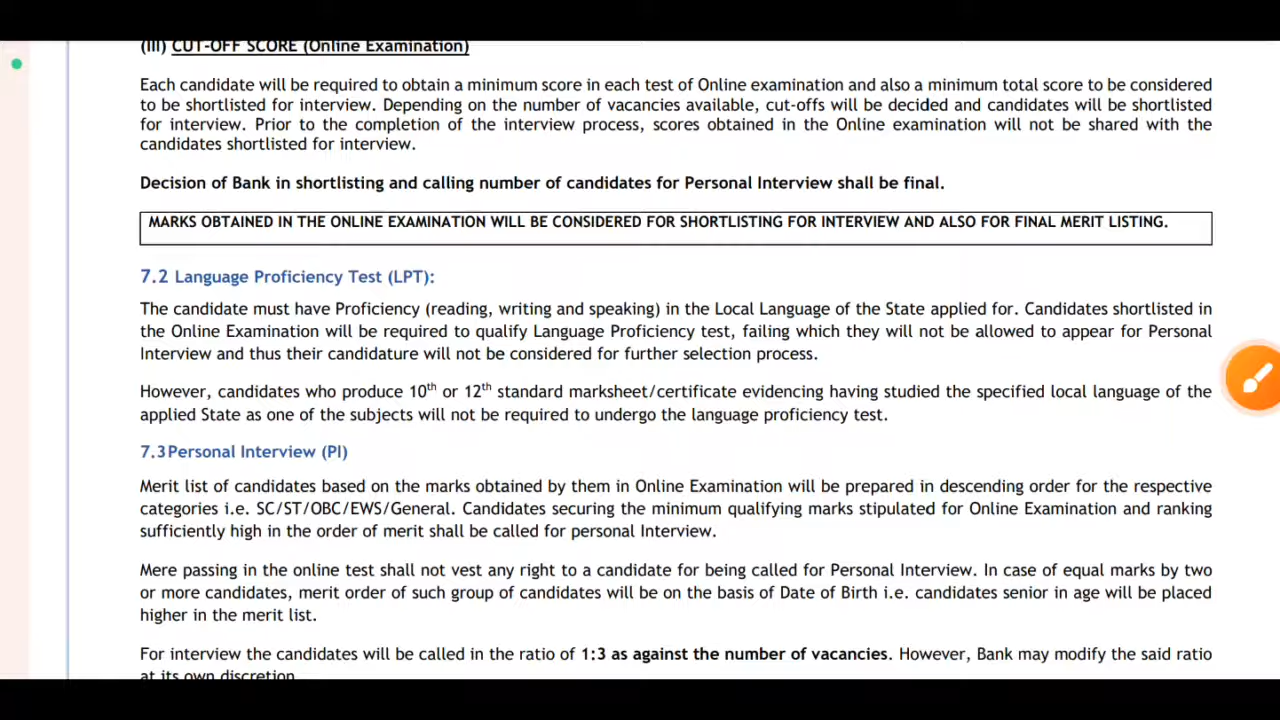 (III) CUT-OFF SCORE (Online Examination)
Each candidate will be required to obtain a minimum score in each test of Online examination and also a minimum total score to be considered
to be shortlisted for interview. Depending on the number of vacancies available, cut-offs will be decided and candidates will be shortlisted
for interview. Prior to the completion of the interview process, scores obtained in the Online examination will not be shared with the
candidates shortlisted for interview.
Decision of Bank in shortlisting and calling number of candidates for Personal Interview shall be final.
MARKS OBTAINED IN THE ONLINE EXAMINATION WILL BE CONSIDERED FOR SHORTLISTING FOR INTERVIEW AND ALSO FOR FINAL MERIT LISTING.
7.2 Language Proficiency Test (LPT):
The candidate must have Proficiency (reading, writing and speaking) in the Local Language of the State applied for. Candidates shortlisted in
the Online Examination will be required to qualify Language Proficiency test, failing which they will not be allowed to appear for Personal
Interview and thus their candidature will not be considered for further selection process.
However, candidates who produce 10th or 12th standard marksheet/certificate evidencing having studied the specified local language of the
applied State as one of the subjects will not be required to undergo the language proficiency test.
7.3Personal Interview (PI)
Merit list of candidates based on the marks obtained by them in Online Examination will be prepared in descending order for the respective
categories i.e. SC/ST/OBC/EWS/General. Candidates securing the minimum qualifying marks stipulated for Online Examination and ranking
sufficiently high in the order of merit shall be called for personal Interview.
Mere passing in the online test shall not vest any right to a candidate for being called for Personal Interview. In case of equal marks by two
or more candidates, merit order of such group of candidates will be on the basis of Date of Birth i.e. candidates senior in age will be placed
higher in the merit list.
For interview the candidates will be called in the ratio of 1:3 as against the number of vacancies. However, Bank may modify the said ratio
at its own discretion